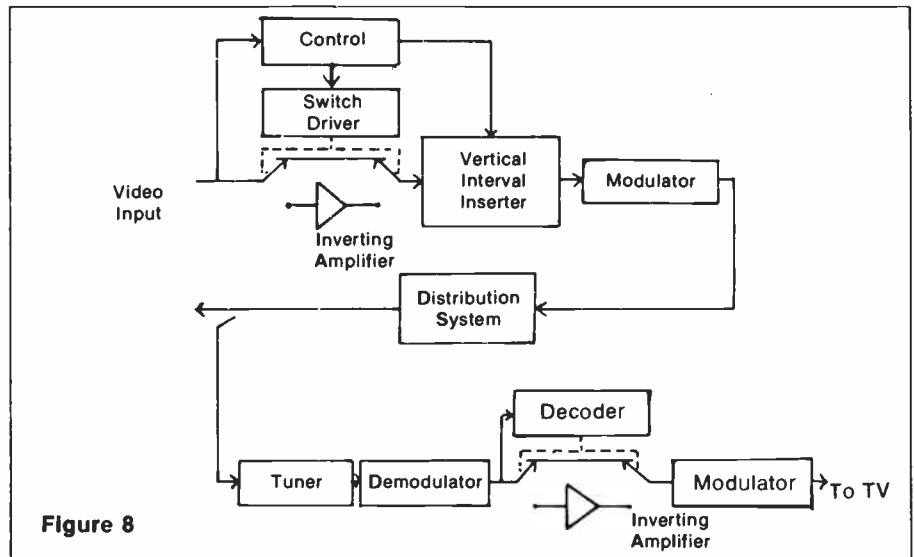 Control
Switch
Driver
Video
Input
Inverting
Amplifier
Vertical
Interval
Inserter
Modulator
Distribution
System
Decoder
Tuner
Demodulator
Inverting
Amplifier
Modulator
To TV
Figure 8